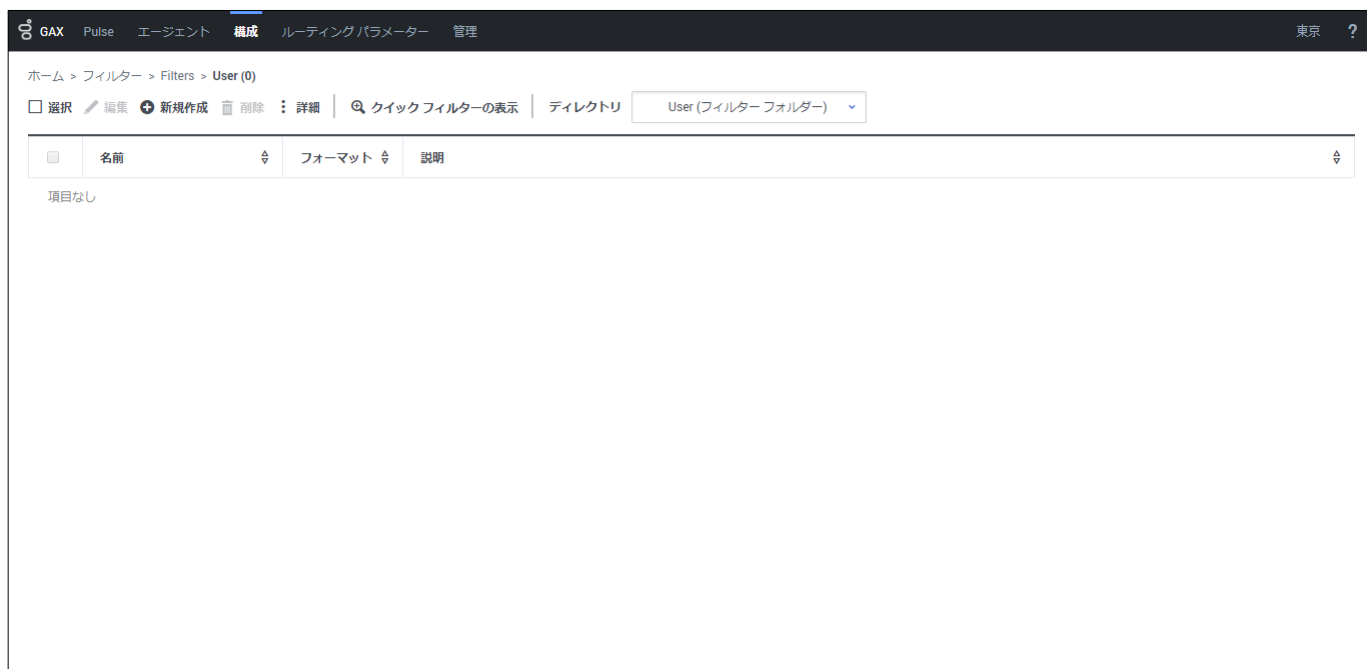 GAX Pulse エージェント 構成 ルーティング パラメーター 管理 東京 ?
ホーム > フィルター > Filters > User (0)
選択 編集 新規作成 削除 詳細 クイック フィルターの表示 ディレクトリ User (フィルター フォルダー)
名前 フォーマット 説明
項目なし